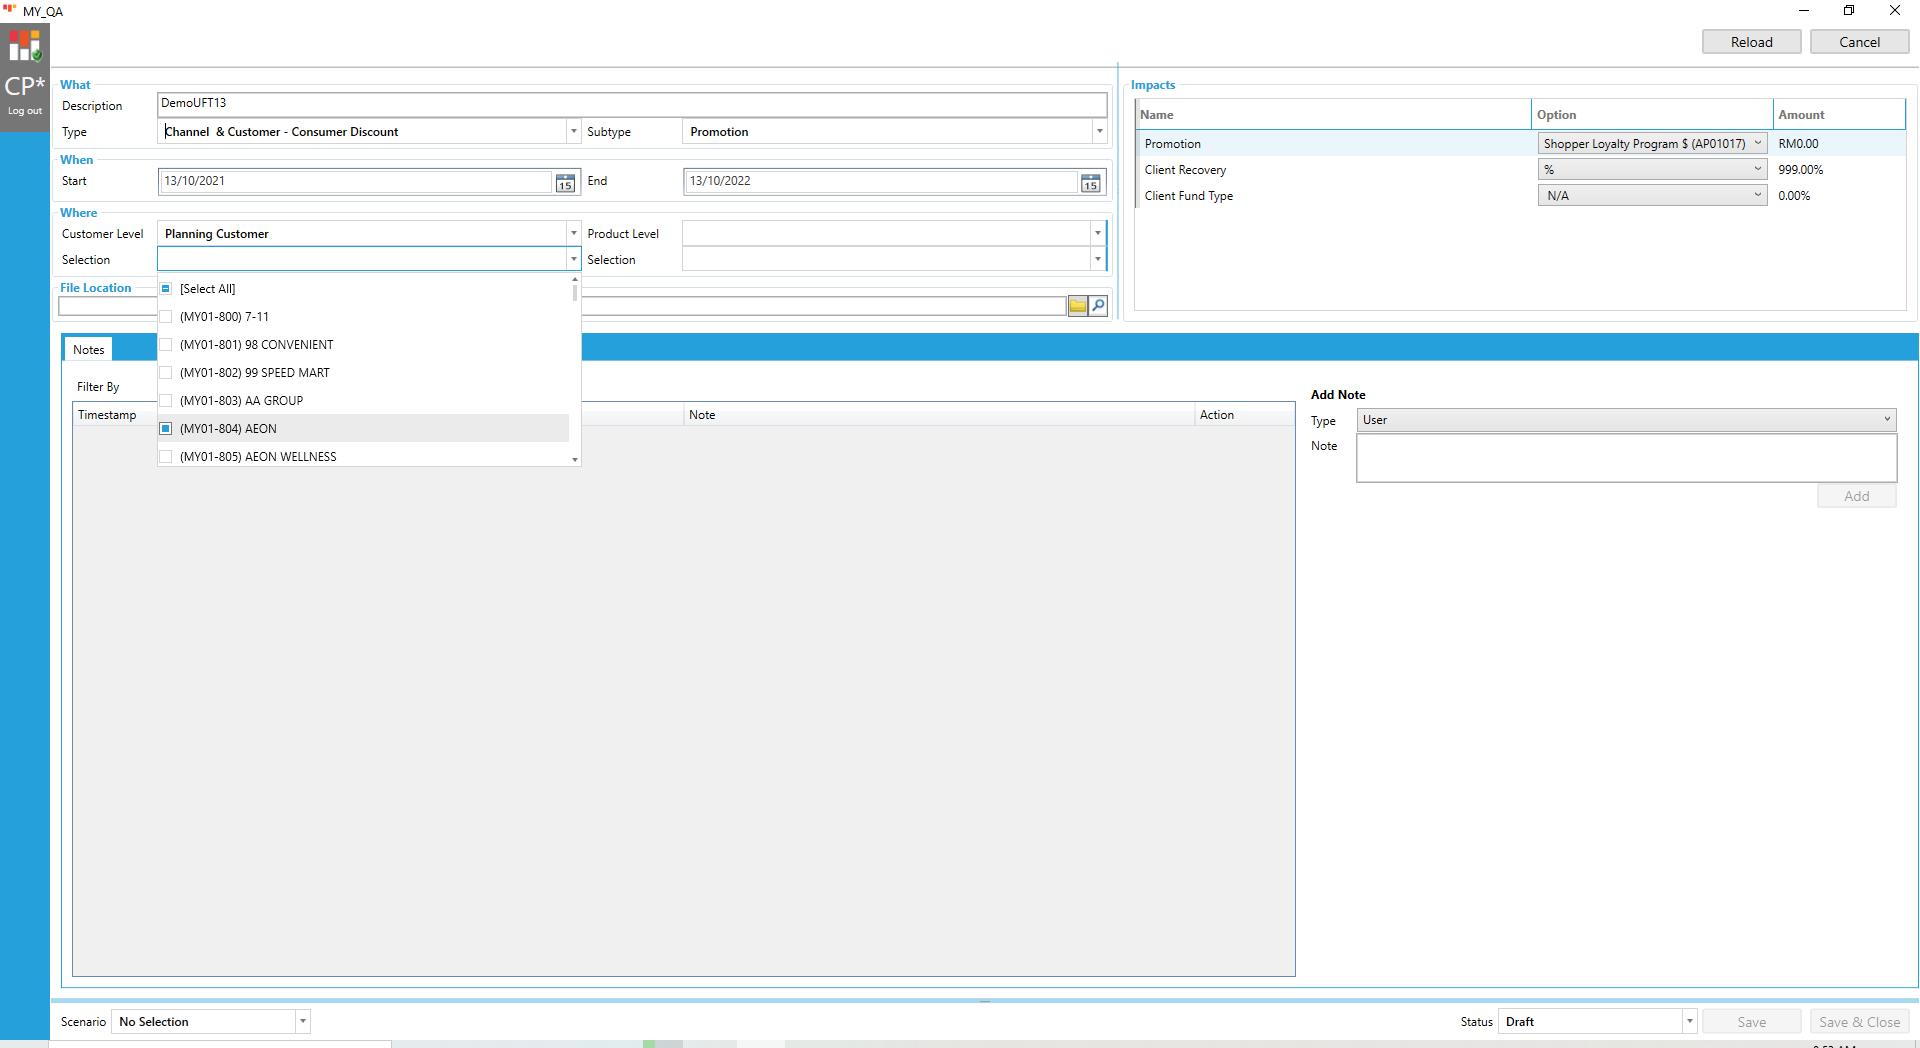 MY_QA
Reload
Cancel
CP*
Log out
What
Description
DemoUFT13
Type
Channel & Customer - Consumer Discount
Subtype
Promotion
When
Start
13/10/2021
15
End
13/10/2022
15
Where
Customer Level
Planning Customer
Product Level
Selection
Selection
[Select All]
(MY01-800) 7-11
(MY01-801) 98 CONVENIENT
(MY01-802) 99 SPEED MART
(MY01-803) AA GROUP
(MY01-804) AEON
(MY01-805) AEON WELLNESS
File Location
Impacts
Name
Option
Amount
Promotion
Shopper Loyalty Program $ (AP01017)
RM0.00
Client Recovery
%
999.00%
Client Fund Type
N/A
0.00%
Notes
Filter By
Timestamp
Note
Action
Add Note
Type
User
Note
Add
Scenario
No Selection
Status
Draft
Save
Save & Close